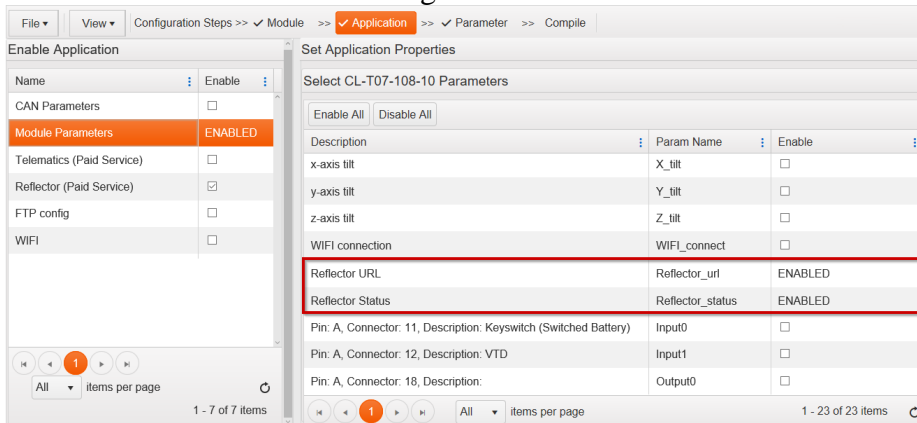 File View Configuration Steps >> ✓ Module >> ✓ Application >> ✓ Parameter >> Compile
Enable Application
Name Enable
CAN Parameters
Module Parameters ENABLED
Telematics (Paid Service)
Reflector (Paid Service)
FTP config
WIFI
1
All items per page
1 - 7 of 7 items
Set Application Properties
Select CL-T07-108-10 Parameters
Enable All Disable All
Description Param Name Enable
x-axis tilt X_tilt
y-axis tilt Y_tilt
z-axis tilt Z_tilt
WIFI connection WIFI_connect
Reflector URL Reflector_url ENABLED
Reflector Status Reflector_status ENABLED
Pin: A, Connector: 11, Description: Keyswitch (Switched Battery) Input0
Pin: A, Connector: 12, Description: VTD Input1
Pin: A, Connector: 18, Description: Output0
1 All items per page 1 - 23 of 23 items